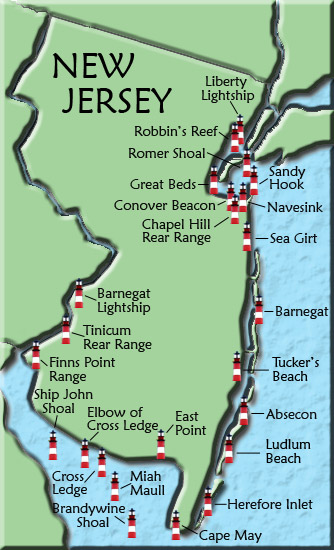 NEW
JERSEY
Liberty
Lightship
Robbin's Reef
Romer Shoal
Great Beds
Sandy
Hook
Conover Beacon
Navesink
Chapel Hill
Rear Range
Sea Girt
Barnegat
Lightship
Barnegat
Tinicum
Rear Range
Finns Point
Range
Tucker's
Beach
Ship John
Shoal
Elbow of
Cross Ledge
East
Point
Absecon
Ludlum
Beach
Cross
Ledge
Miah
Maull
Brandywine
Shoal
Herefore Inlet
Cape May